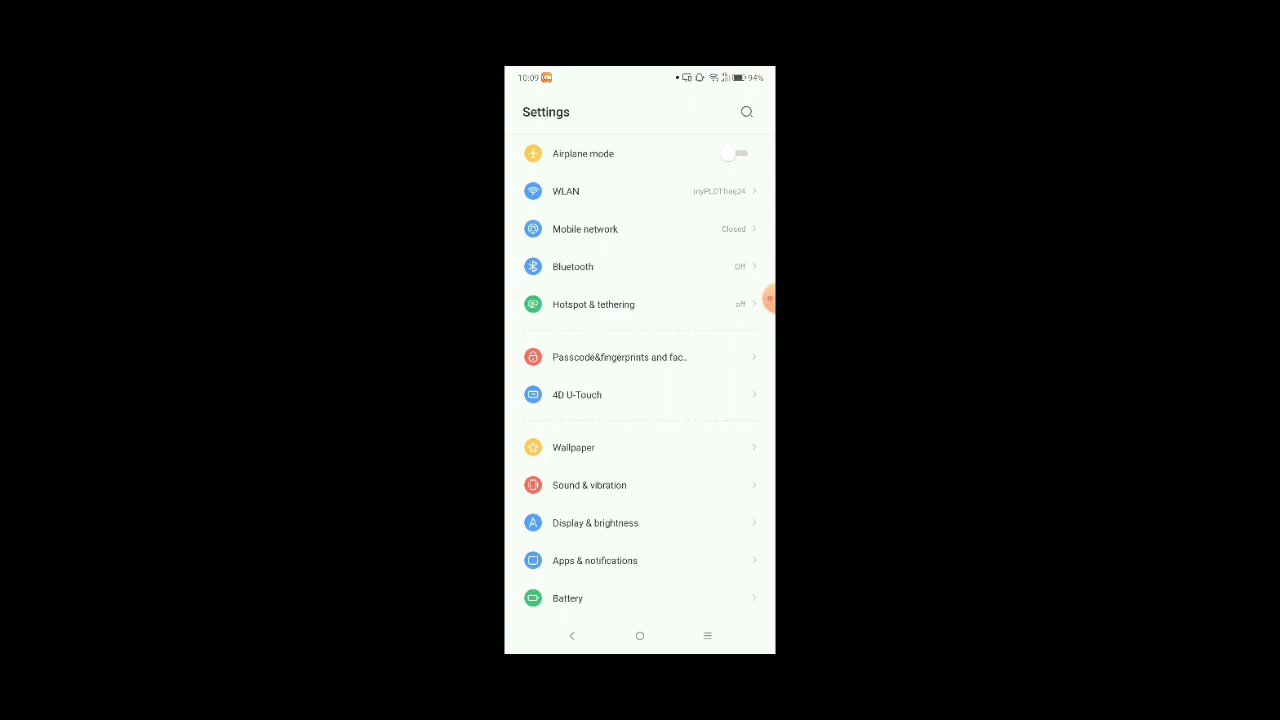 10:09 94%
Settings
Airplane mode
WLAN myPLDTfreq24
Mobile network Closed
Bluetooth Off
Hotspot & tethering off
Passcode&fingerprints and fac..
4D U-Touch
Wallpaper
Sound & vibration
Display & brightness
Apps & notifications
Battery